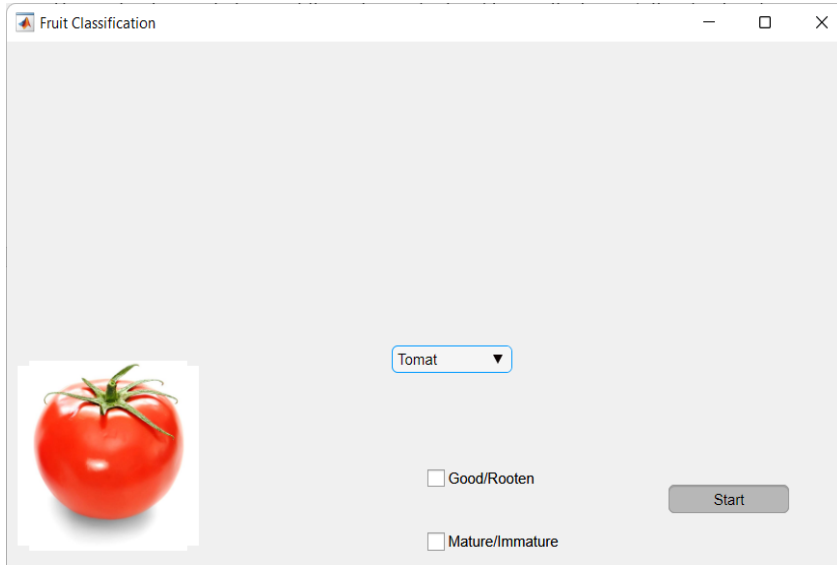 Fruit Classification
Tomat
Good/Rooten
Start
Mature/Immature